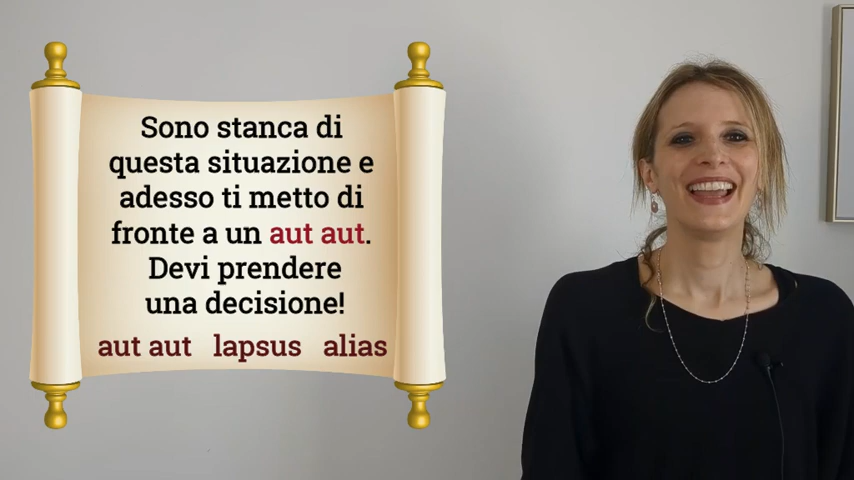 Sono stanca di
questa situazione e
adesso ti metto di
fronte a un aut aut.
Devi prendere
una decisione!
aut aut lapsus alias